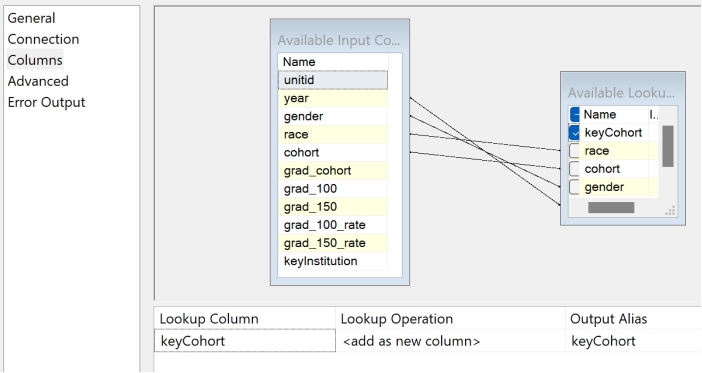 General
Connection
Columns
Advanced
Error Output
Available Input Co...
Name
unitid
year
gender
race
cohort
grad_cohort
grad_100
grad_150
grad_100_rate
grad_150_rate
keyInstitution
Available Looku...
Name I..
keyCohort
race
cohort
gender
Lookup Column Lookup Operation Output Alias
keyCohort <add as new column> keyCohort